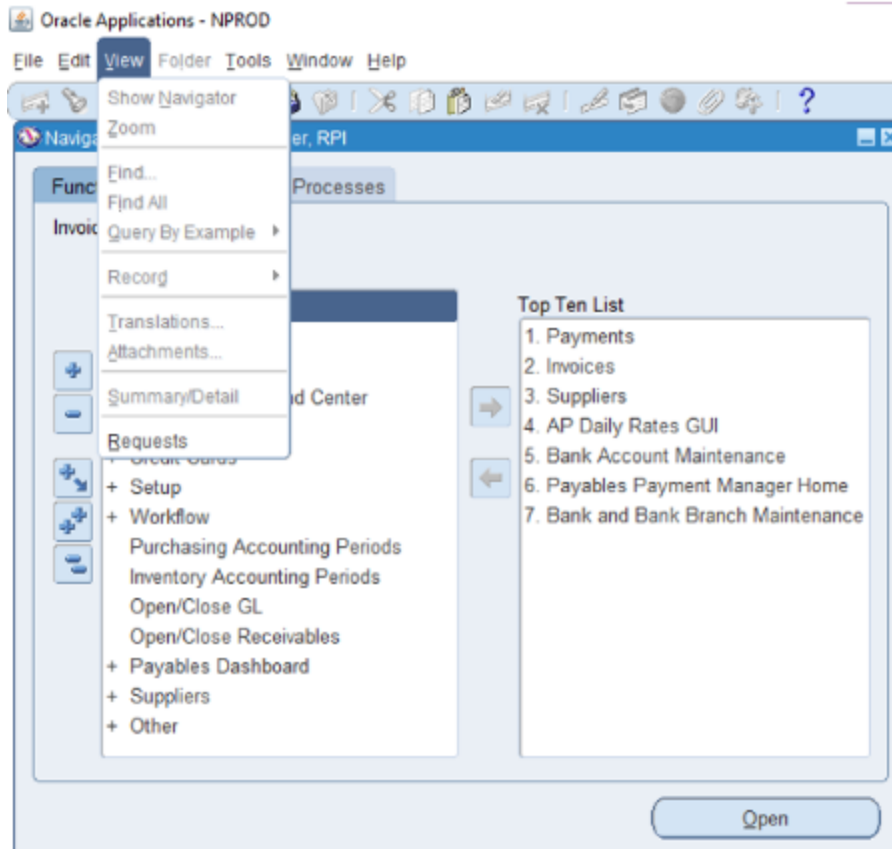 Oracle Applications - NPROD
File Edit View Folder Tools Window Help
Show Navigator
Zoom
Find...
Find All
Query By Example
Record
Translations...
Attachments...
Summary/Detail
Requests
Naviga er, RPI
Func Processes
Invoic
nd Center
+ Credit Cards
+ Setup
+ Workflow
Purchasing Accounting Periods
Inventory Accounting Periods
Open/Close GL
Open/Close Receivables
+ Payables Dashboard
+ Suppliers
+ Other
Top Ten List
1. Payments
2. Invoices
3. Suppliers
4. AP Daily Rates GUI
5. Bank Account Maintenance
6. Payables Payment Manager Home
7. Bank and Bank Branch Maintenance
Open